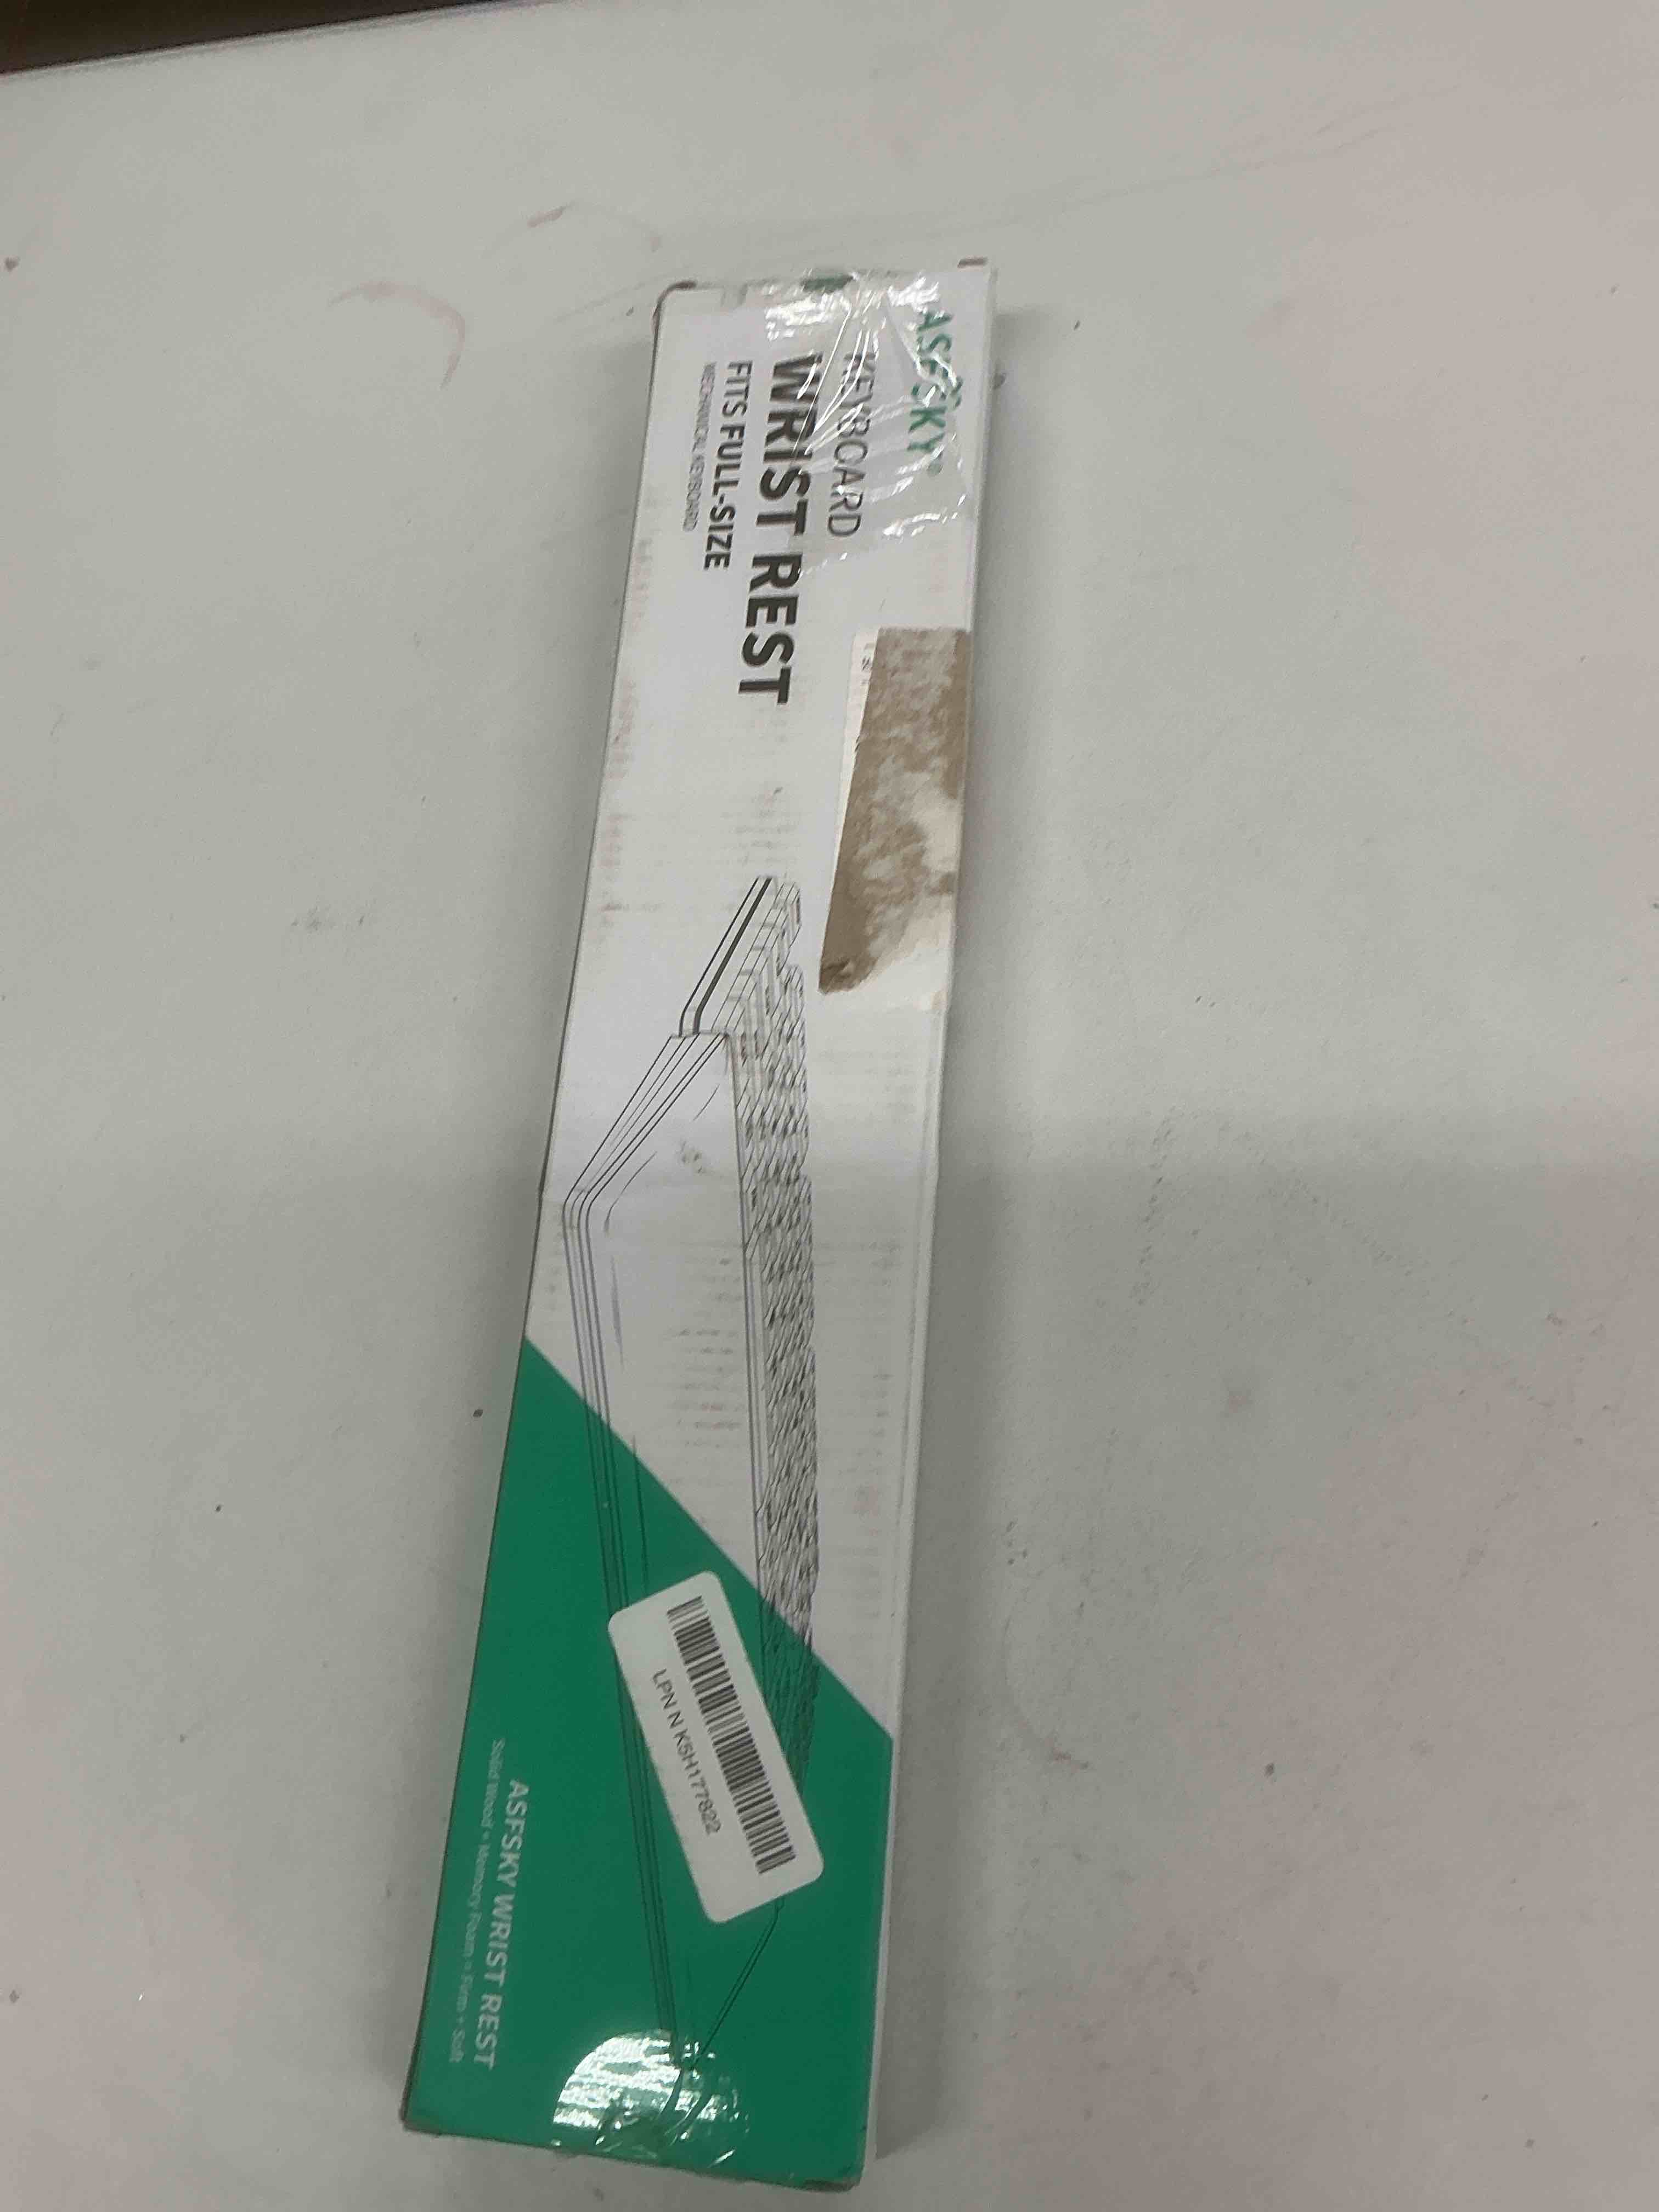 ASFSKY®
KEYBOARD
WRIST REST
FITS FULL-SIZE
MECHANICAL KEYBOARD
LPN N K5H177822
ASFSKY WRIST REST
Solid Wood + Memory Foam = Firm + Soft